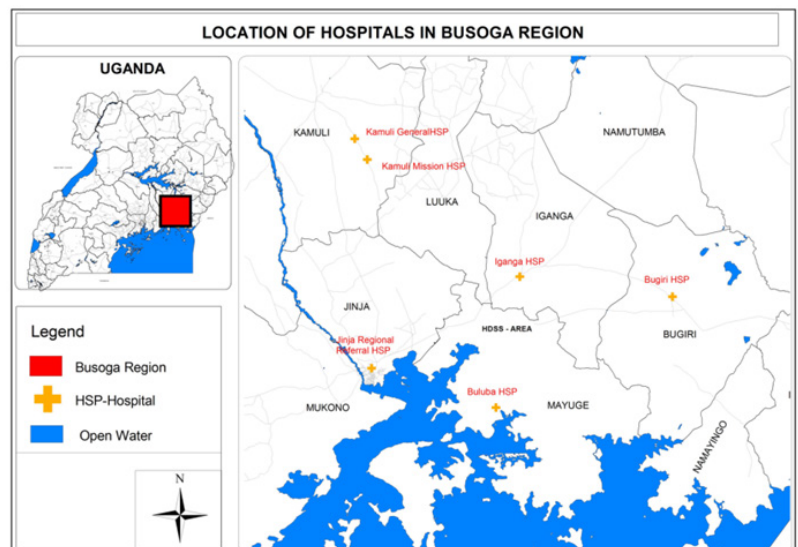 LOCATION OF HOSPITALS IN BUSOGA REGION
UGANDA
Legend
Busoga Region
HSP-Hospital
Open Water
N
KAMULI
Kamuli GeneralHSP
Kamuli Mission HSP
NAMUTUMBA
LUUKA
IGANGA
Iganga HSP
Bugiri HSP
JINJA
HDSS - AREA
BUGIRI
Jinja Regional
Referral HSP
Buluba HSP
MUKONO
MAYUGE
NAMAYINGO